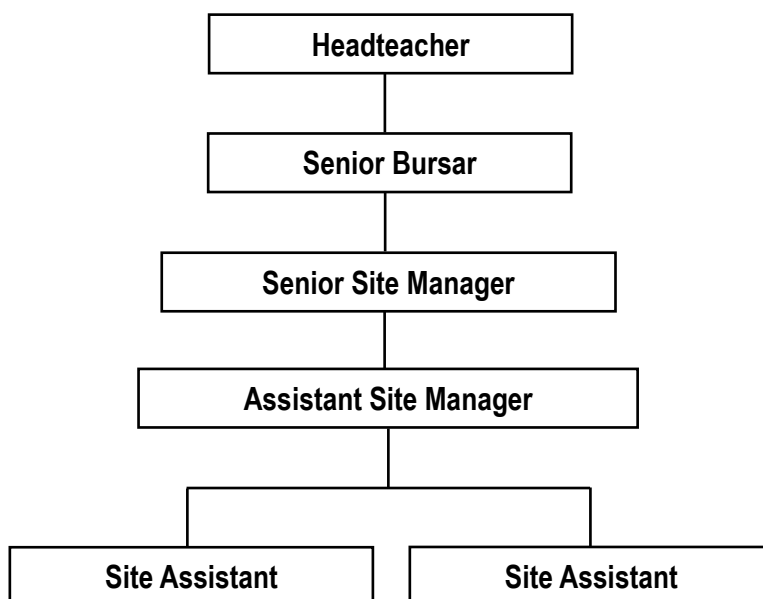 Headteacher
Senior Bursar
Senior Site Manager
Assistant Site Manager
Site Assistant
Site Assistant